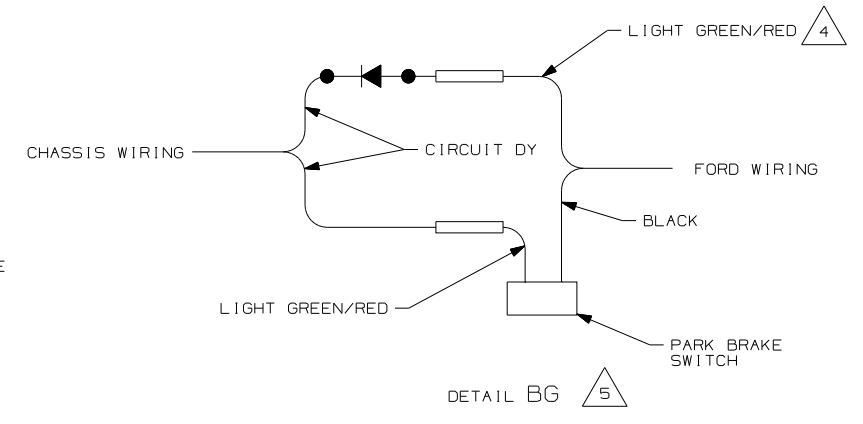 LIGHT GREEN/RED 4
CIRCUIT DY
CHASSIS WIRING
FORD WIRING
BLACK
E
LIGHT GREEN/RED
PARK BRAKE
SWITCH
DETAIL BG 5